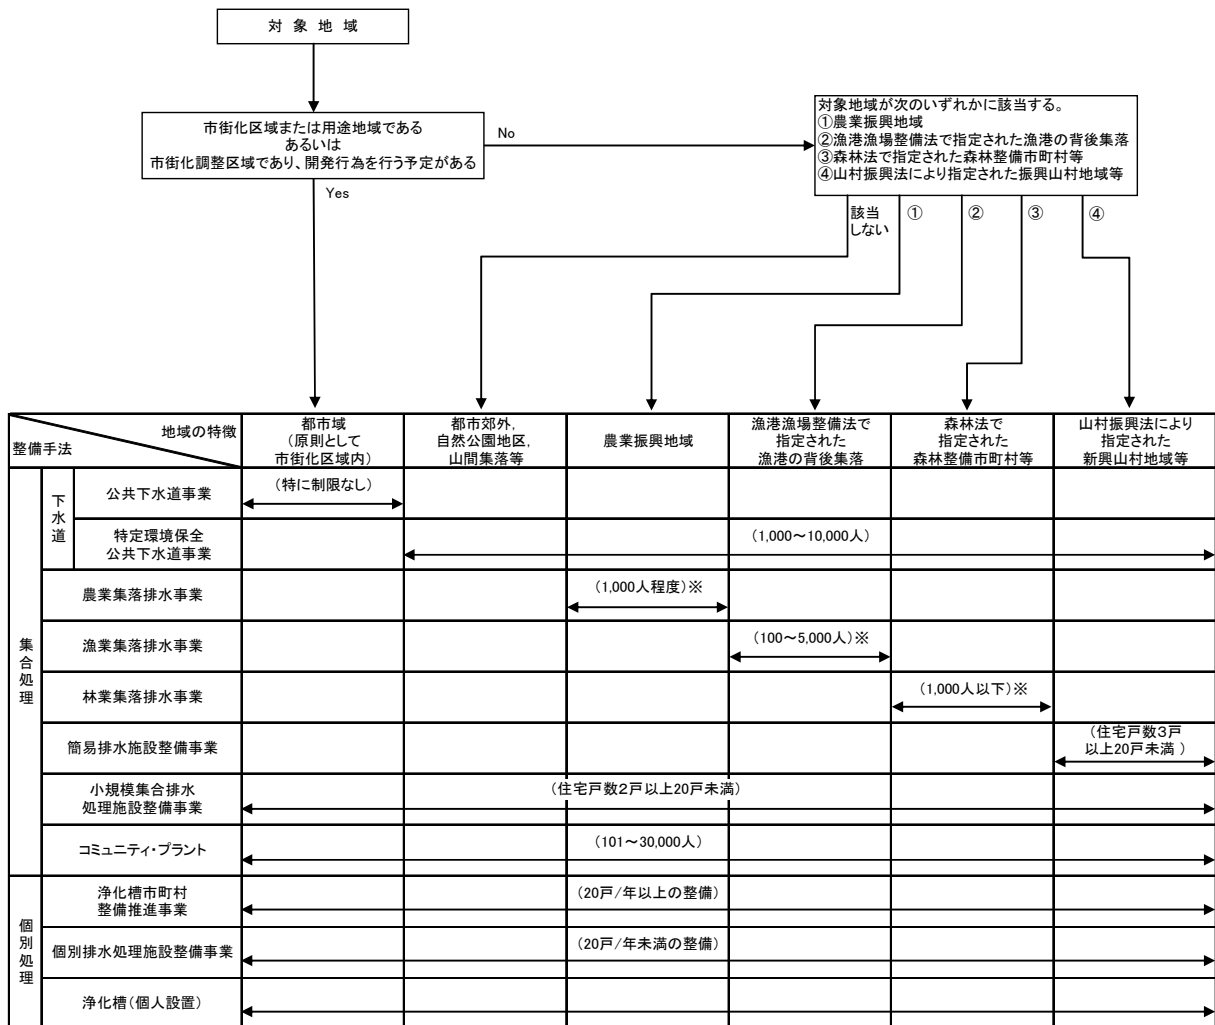 対 象 地 域
市街化区域または用途地域である
あるいは
市街化調整区域であり、開発行為を行う予定がある
No
Yes
対象地域が次のいずれかに該当する。
①農業振興地域
②漁港漁場整備法で指定された漁港の背後集落
③森林法で指定された森林整備市町村等
④山村振興法により指定された振興山村地域等
該当
しない
①
②
③
④
地域の特徴
整備手法
都市域
(原則として
市街化区域内)
都市郊外,
自然公園地区,
山間集落等
農業振興地域
漁港漁場整備法で
指定された
漁港の背後集落
森林法で
指定された
森林整備市町村等
山村振興法により
指定された
新興山村地域等
集合処理
下水道
公共下水道事業
(特に制限なし)
特定環境保全
公共下水道事業
(1,000～10,000人)
農業集落排水事業
(1,000人程度)※
漁業集落排水事業
(100～5,000人)※
林業集落排水事業
(1,000人以下)※
簡易排水施設整備事業
(住宅戸数3戸
以上20戸未満 )
小規模集合排水
処理施設整備事業
(住宅戸数2戸以上20戸未満)
コミュニティ・プラント
(101～30,000人)
個別処理
浄化槽市町村
整備推進事業
(20戸/年以上の整備)
個別排水処理施設整備事業
(20戸/年未満の整備)
浄化槽(個人設置)